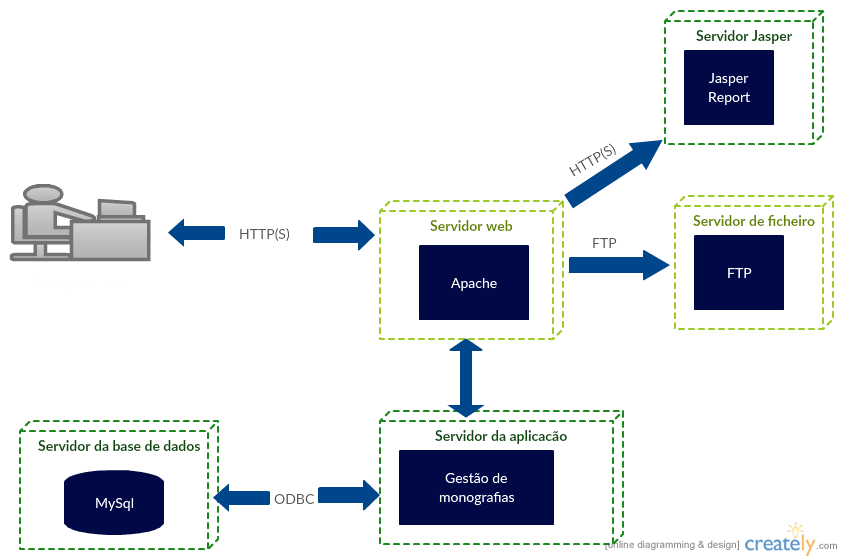 Servidor Jasper
Jasper
Report
HTTP(S)
Servidor web
Apache
HTTP(S)
FTP
Servidor de ficheiro
FTP
Servidor da base de dados
MySql
ODBC
Servidor da aplicacão
Gestão de
monografias
[online diagramming & design] creately.com